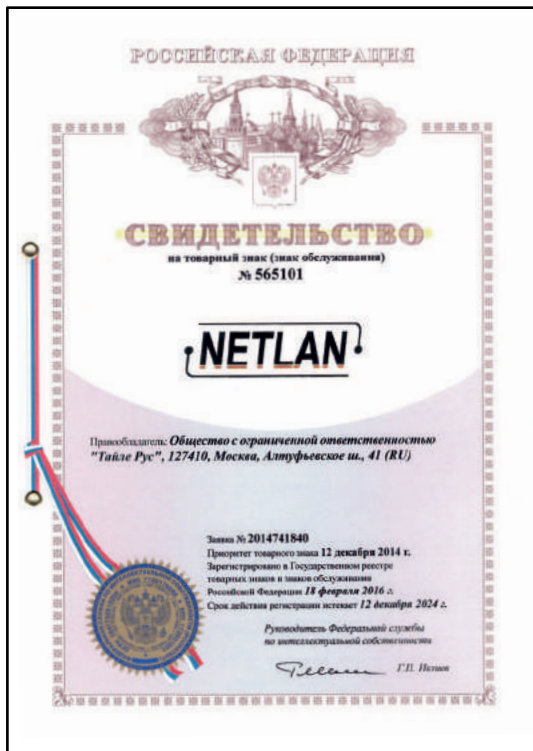 РОССИЙСКАЯ ФЕДЕРАЦИЯ
СВИДЕТЕЛЬСТВО
на товарный знак (знак обслуживания)
№ 565101
NETLAN
Правообладатель: Общество с ограниченной ответственностью
"Тайле Рус", 127410, Москва, Алтуфьевское ш., 41 (RU)
Заявка № 2014741840
Приоритет товарного знака 12 декабря 2014 г.
Зарегистрировано в Государственном реестре
товарных знаков и знаков обслуживания
Российской Федерации 18 февраля 2016 г.
Срок действия регистрации истекает 12 декабря 2024 г.
Руководитель Федеральной службы
по интеллектуальной собственности
Г.П. Ивлиев